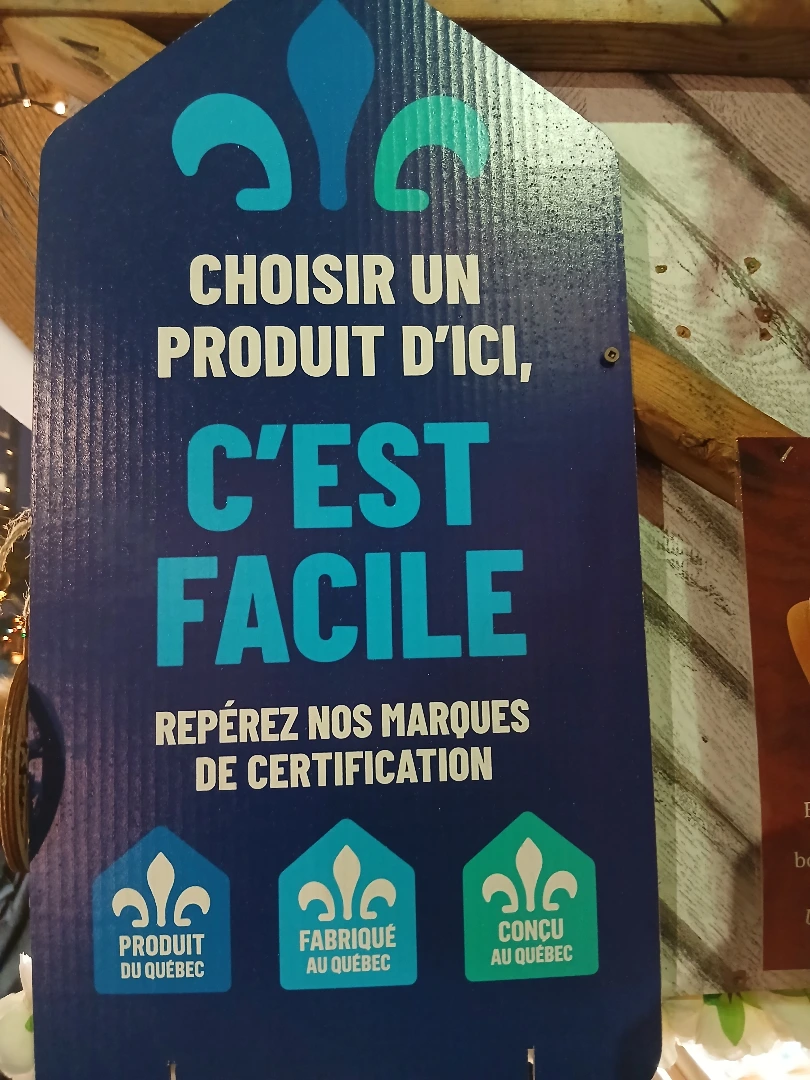 CHOISIR UN
PRODUIT D'ICI,
C'EST
FACILE
REPÉREZ NOS MARQUES
DE CERTIFICATION
PRODUIT
DU QUÉBEC
FABRIQUÉ
AU QUÉBEC
CONÇU
AU QUÉBEC